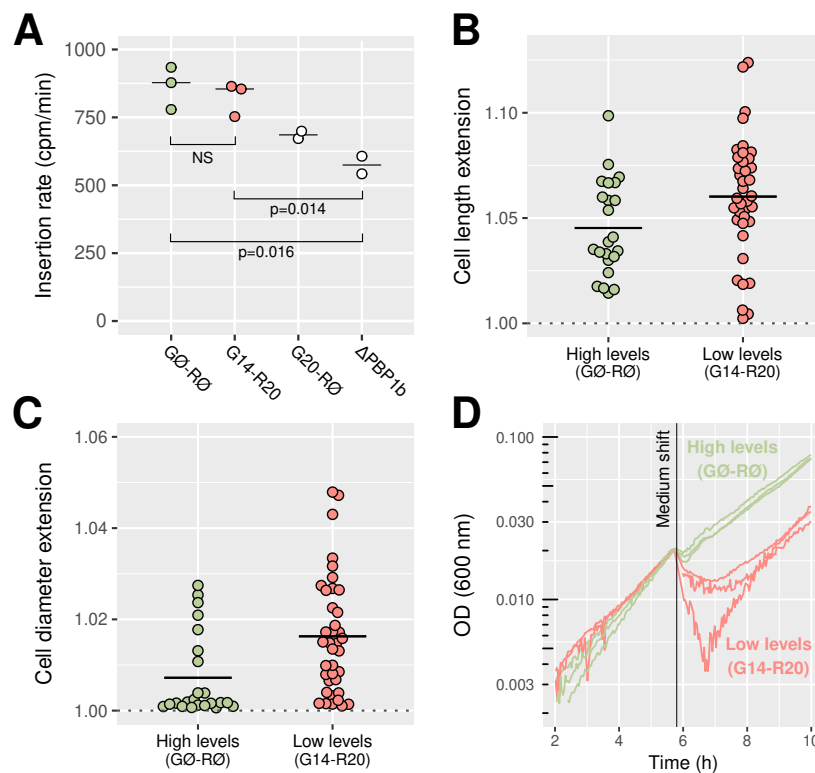 A
Insertion rate (cpm/min)
1000
750
500
250
0
NS
p=0.014
p=0.016
GØ-RØ
G14-R20
G20-RØ
ΔPBP1b
B
Cell length extension
1.10
1.05
1.00
High levels
(GØ-RØ)
Low levels
(G14-R20)
C
Cell diameter extension
1.06
1.04
1.02
1.00
High levels
(GØ-RØ)
Low levels
(G14-R20)
D
OD (600 nm)
0.100
0.030
0.010
0.003
Medium shift
High levels
(GØ-RØ)
Low levels
(G14-R20)
2
4
6
8
10
Time (h)